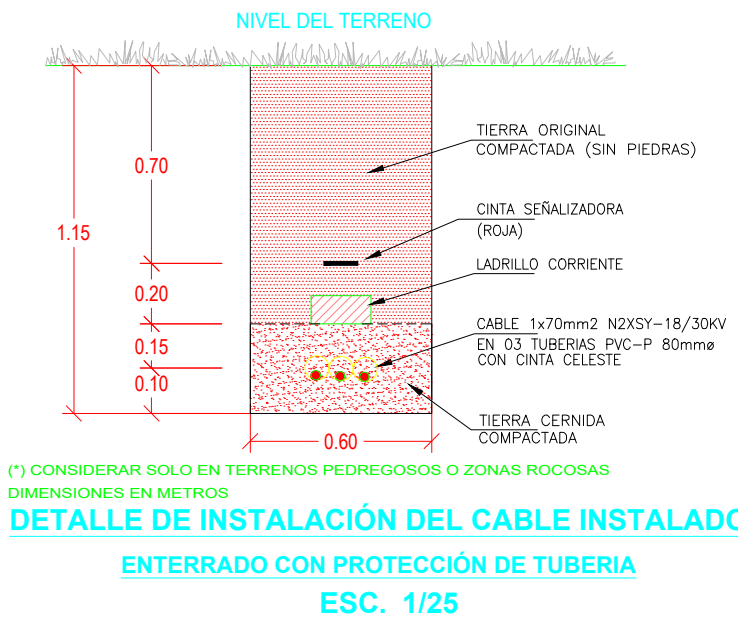 NIVEL DEL TERRENO
TIERRA ORIGINAL
COMPACTADA (SIN PIEDRAS)
0.70
CINTA SEÑALIZADORA
(ROJA)
1.15
LADRILLO CORRIENTE
0.20
CABLE 1x70mm2 N2XSY-18/30KV
EN 03 TUBERIAS PVC-P 80mmø
CON CINTA CELESTE
0.15
0.10
TIERRA CERNIDA
COMPACTADA
0.60
(*) CONSIDERAR SOLO EN TERRENOS PEDREGOSOS O ZONAS ROCOSAS
DIMENSIONES EN METROS
DETALLE DE INSTALACIÓN DEL CABLE INSTALADO
ENTERRADO CON PROTECCIÓN DE TUBERIA
ESC. 1/25